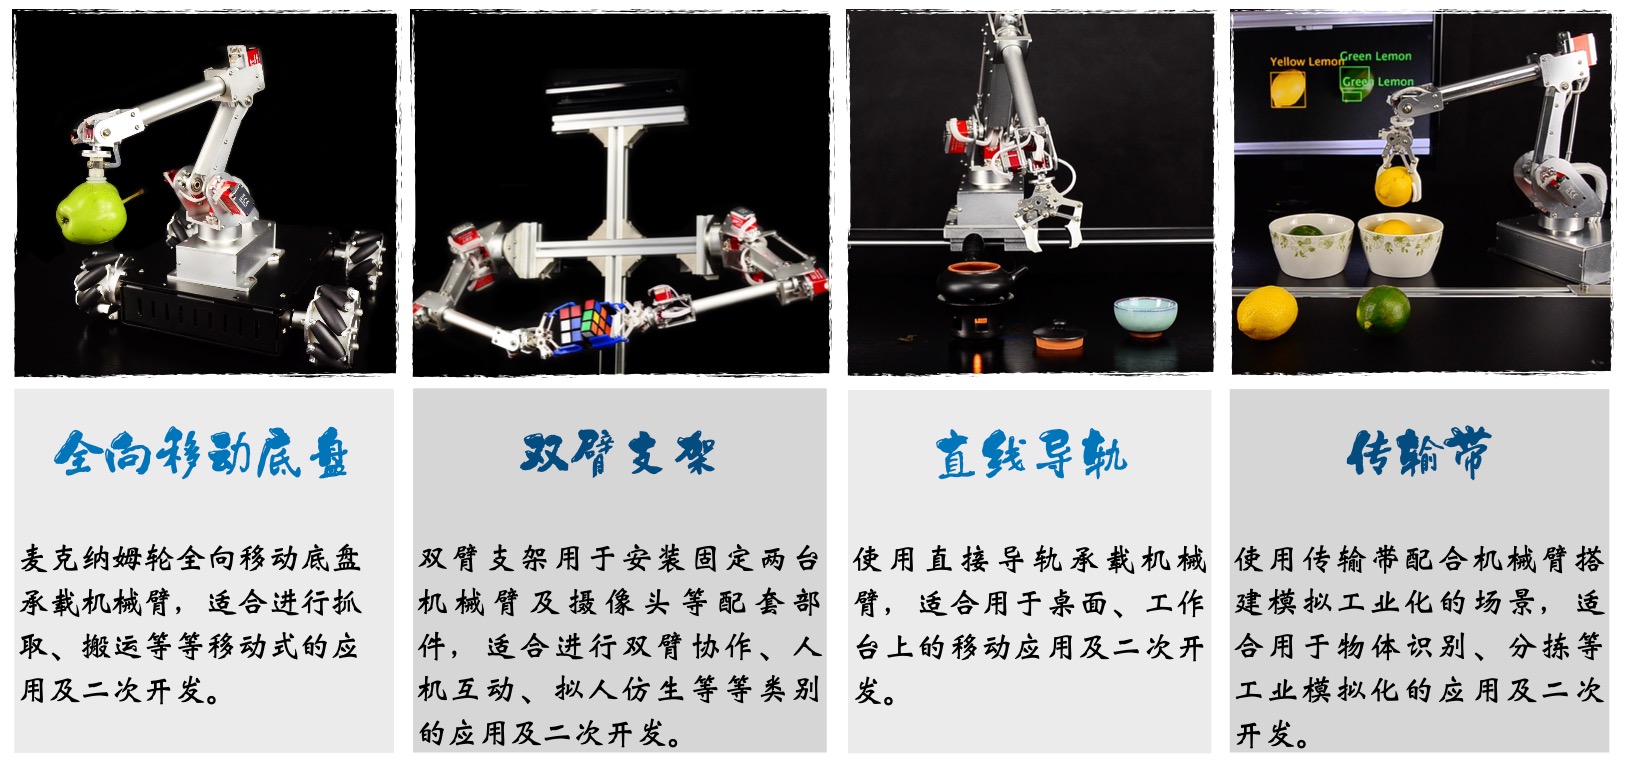 Yellow Lemon
Green Lemon
Green Lemon
全向移动底盘
麦克纳姆轮全向移动底盘
承载机械臂，适合进行抓
取、搬运等等移动式的应
用及二次开发。
双臂支架
双臂支架用于安装固定两台
机械臂及摄像头等配套部
件，适合进行双臂协作、人
机互动、拟人仿生等等类别
的应用及二次开发。
直线导轨
使用直接导轨承载机械
臂，适合用于桌面、工作
台上的移动应用及二次开
发。
传输带
使用传输带配合机械臂搭
建模拟工业化的场景，适
合用于物体识别、分拣等
工业模拟化的应用及二次
开发。